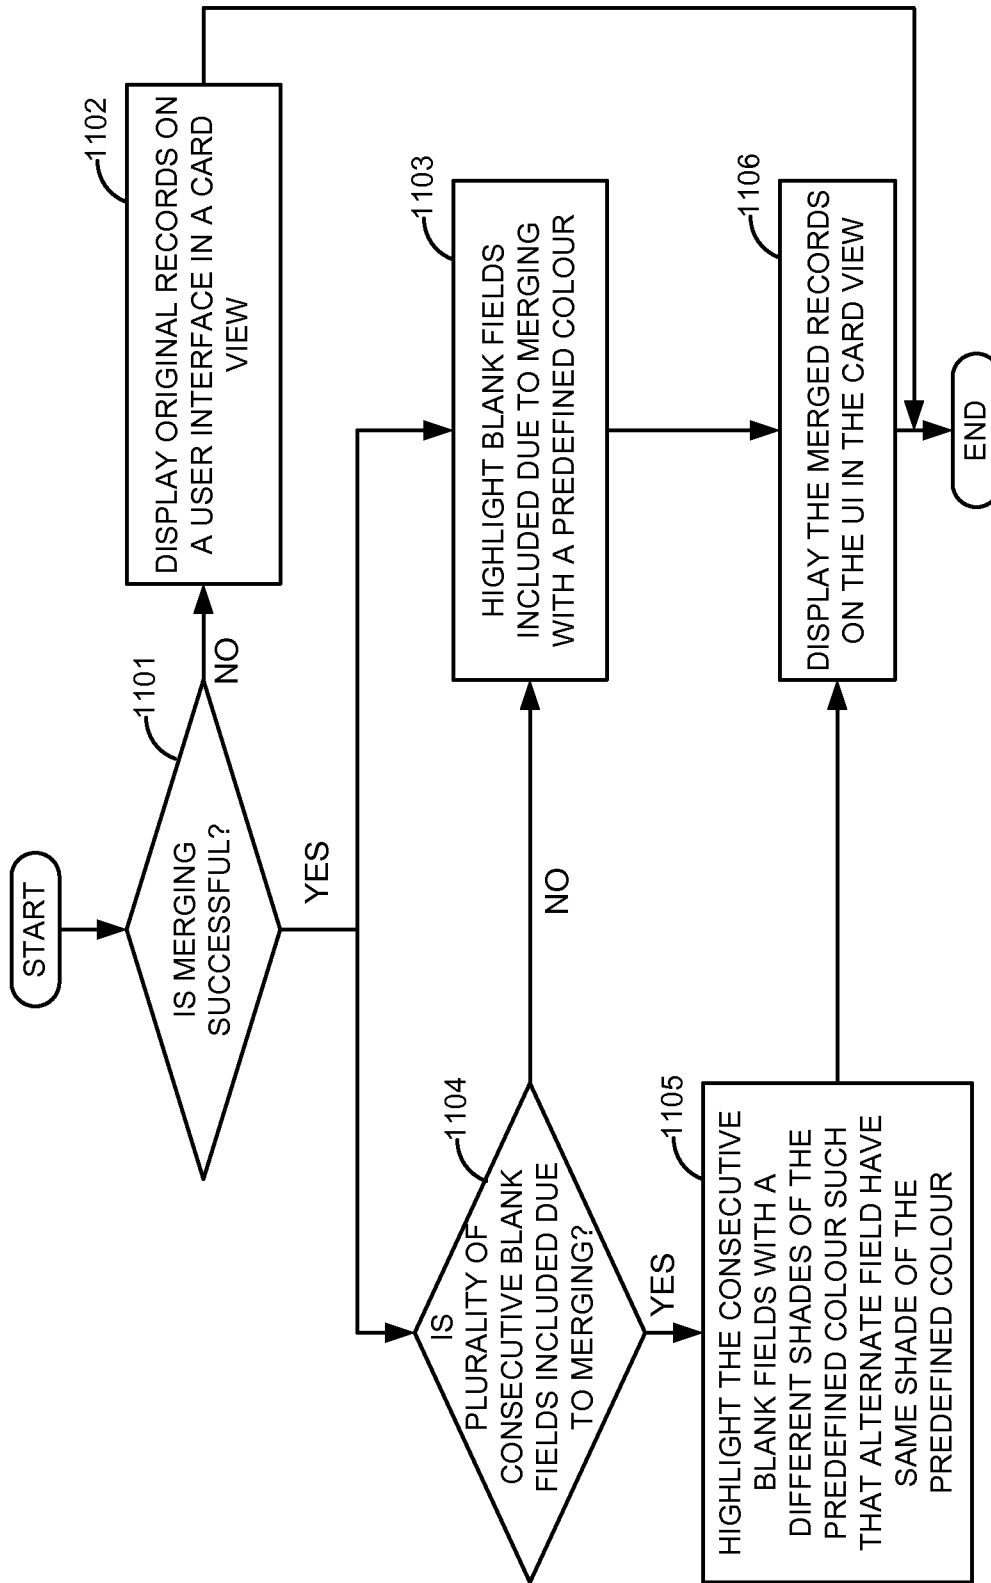 START
1101
IS MERGING
SUCCESSFUL?
NO
YES
1102
DISPLAY ORIGINAL RECORDS ON
A USER INTERFACE IN A CARD
VIEW
1104
IS
PLURALITY OF
CONSECUTIVE BLANK
FIELDS INCLUDED DUE
TO MERGING?
NO
YES
1103
HIGHLIGHT BLANK FIELDS
INCLUDED DUE TO MERGING
WITH A PREDEFINED COLOUR
1105
HIGHLIGHT THE CONSECUTIVE
BLANK FIELDS WITH A
DIFFERENT SHADES OF THE
PREDEFINED COLOUR SUCH
THAT ALTERNATE FIELD HAVE
SAME SHADE OF THE
PREDEFINED COLOUR
1106
DISPLAY THE MERGED RECORDS
ON THE UI IN THE CARD VIEW
END